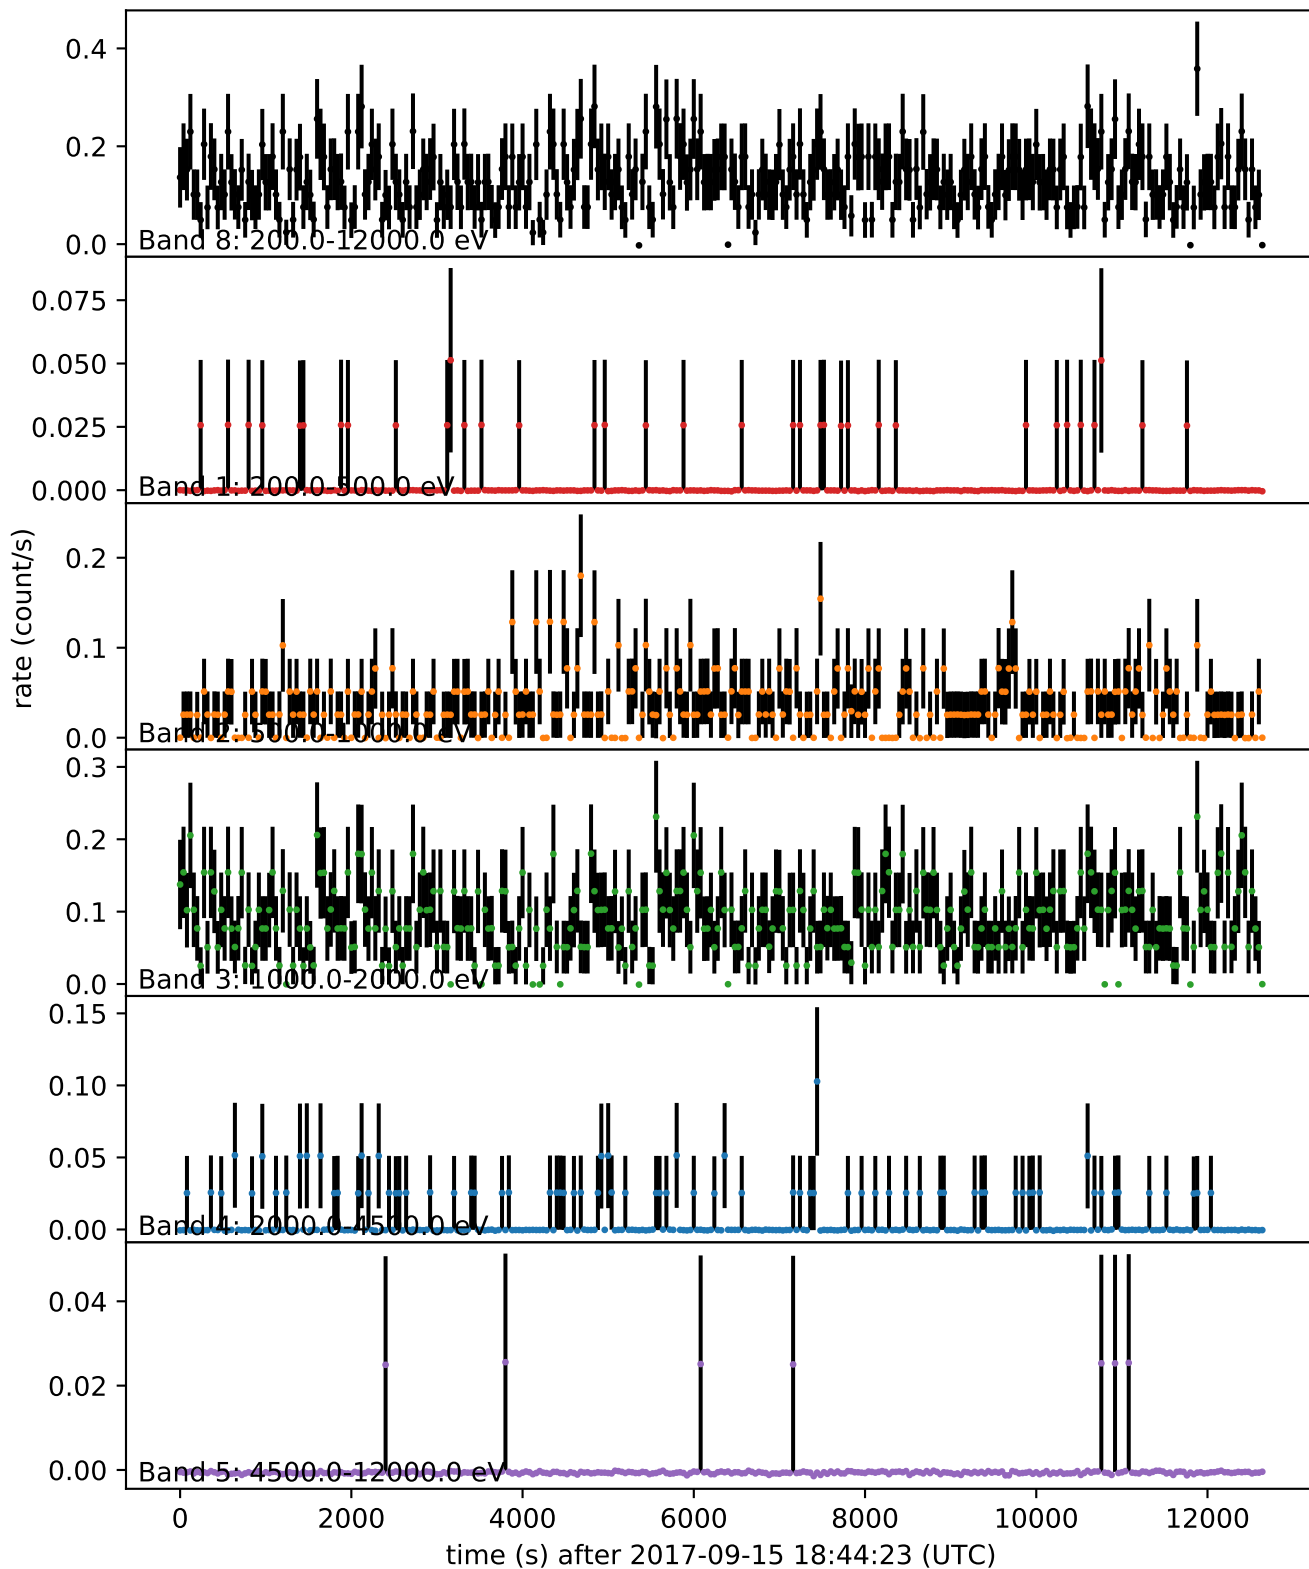 0.4
0.2
0.0
Band 8: 200.0-12000.0 eV
0.075
0.050
0.025
0.000
Band 1: 200.0-500.0 eV
rate (count/s)
0.2
0.1
0.0
Band 2: 500.0-1000.0 eV
0.3
0.2
0.1
0.0
Band 3: 1000.0-2000.0 eV
0.15
0.10
0.05
0.00
Band 4: 2000.0-4500.0 eV
0.04
0.02
0.00
Band 5: 4500.0-12000.0 eV
0 2000 4000 6000 8000 10000 12000
time (s) after 2017-09-15 18:44:23 (UTC)